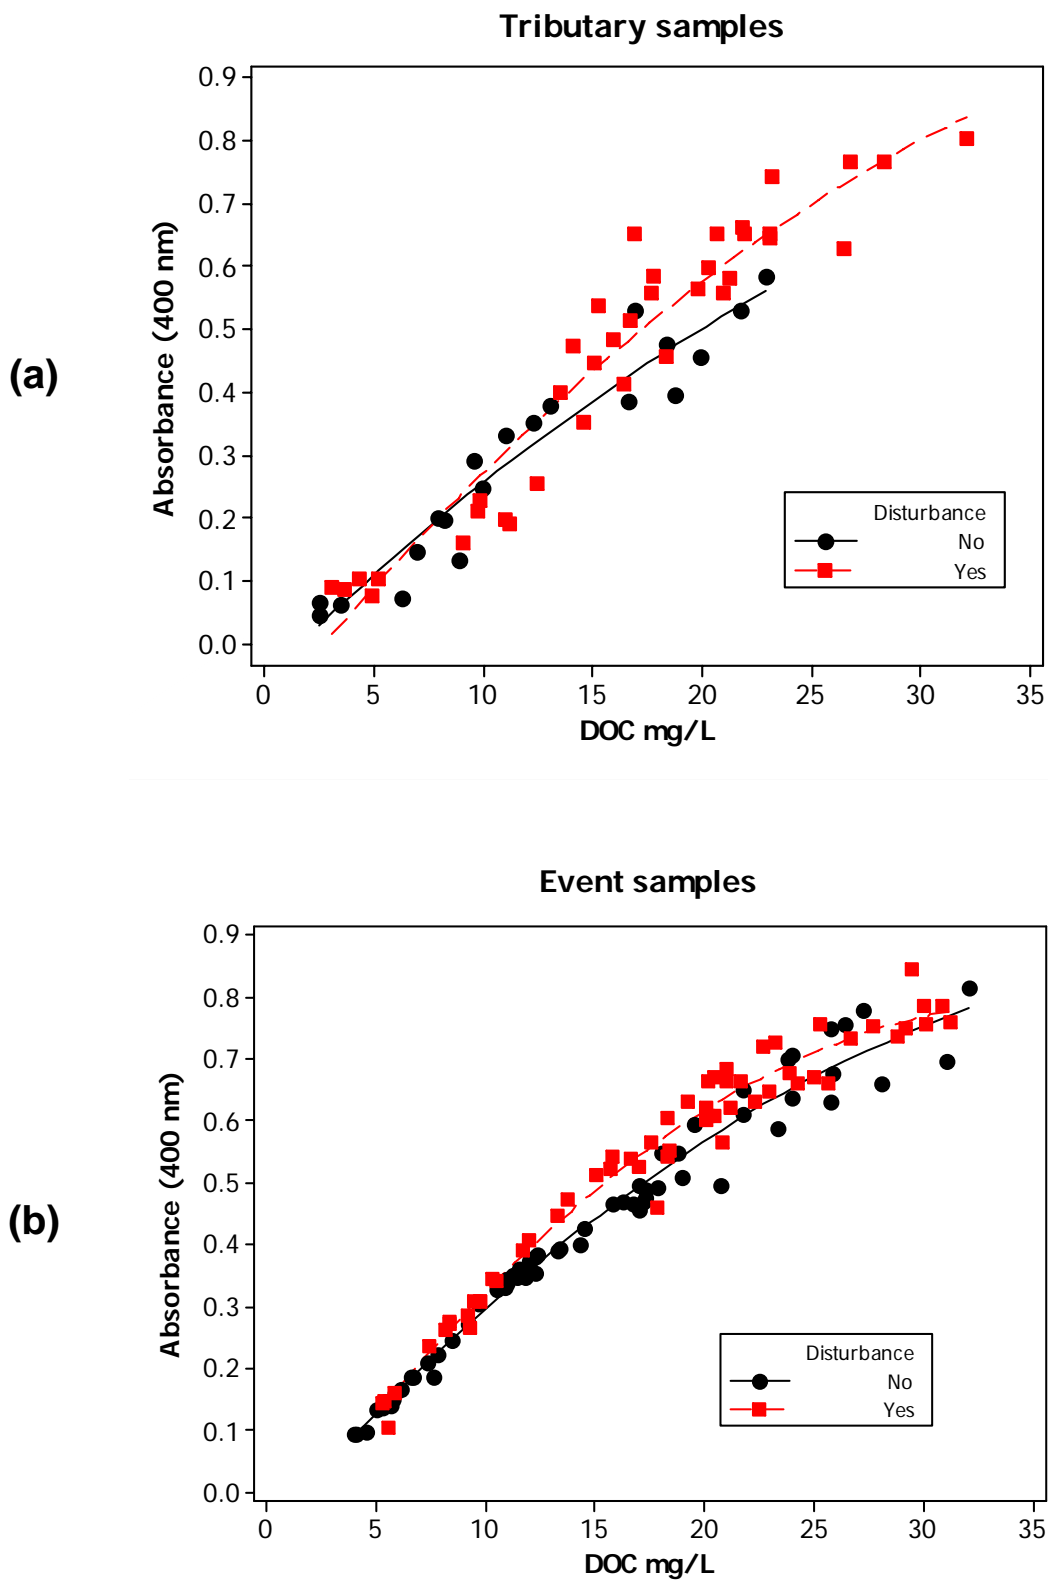 Tributary samples
0.9
0.8
0.7
0.6
0.5
0.4
0.3
0.2
0.1
0.0
Absorbance (400 nm)
(a)
Disturbance
No
Yes
0 5 10 15 20 25 30 35
DOC mg/L
Event samples
0.9
0.8
0.7
0.6
0.5
0.4
0.3
0.2
0.1
0.0
Absorbance (400 nm)
(b)
Disturbance
No
Yes
0 5 10 15 20 25 30 35
DOC mg/L